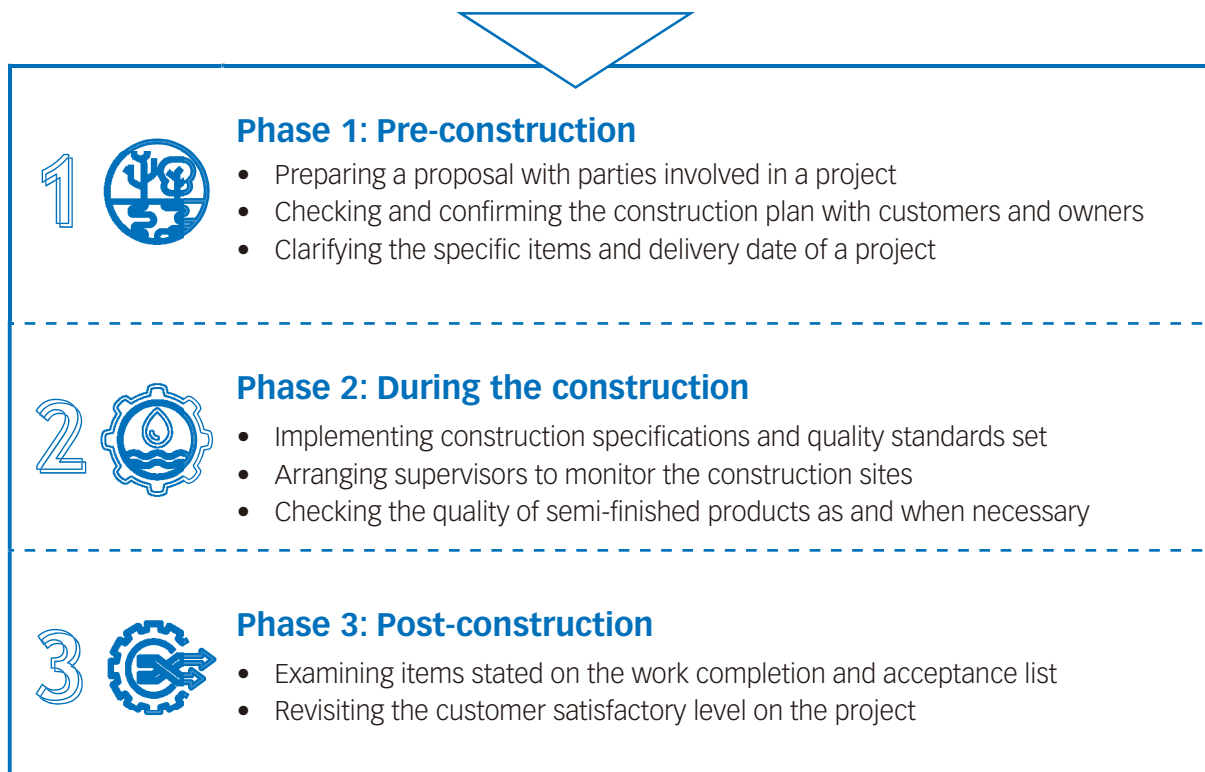 1
Phase 1: Pre-construction
• Preparing a proposal with parties involved in a project
• Checking and confirming the construction plan with customers and owners
• Clarifying the specific items and delivery date of a project
2
Phase 2: During the construction
• Implementing construction specifications and quality standards set
• Arranging supervisors to monitor the construction sites
• Checking the quality of semi-finished products as and when necessary
3
Phase 3: Post-construction
• Examining items stated on the work completion and acceptance list
• Revisiting the customer satisfactory level on the project